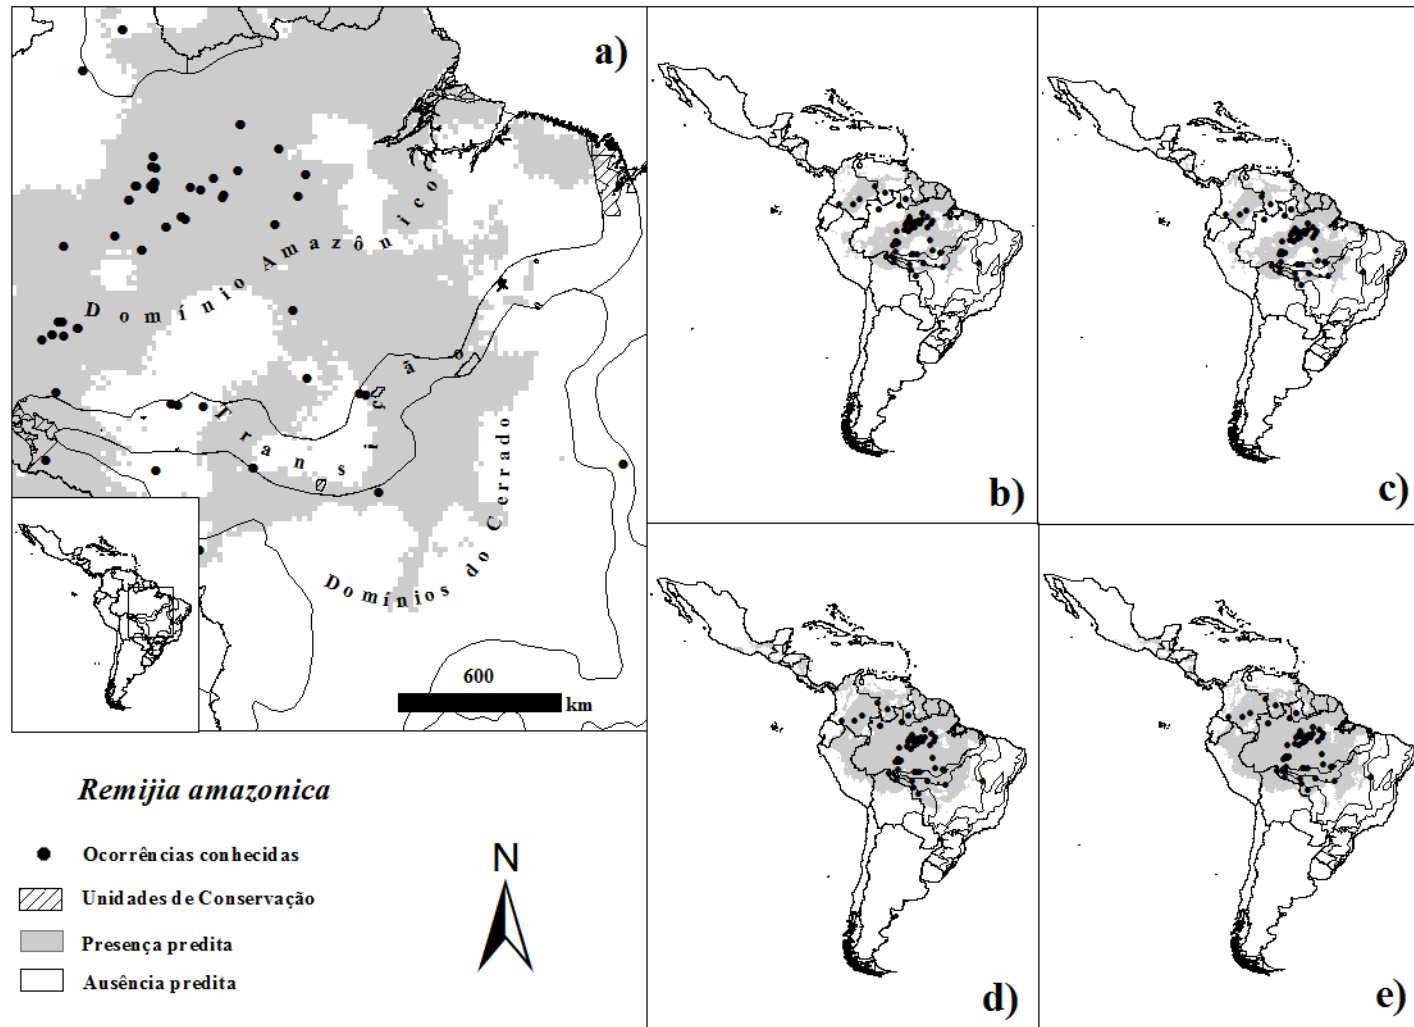 a)
Domínio Amazônico
Transição
Domínios do Cerrado
600
km
b)
c)
d)
e)
Remijia amazonica
Ocorrências conhecidas
Unidades de Conservação
Presença predita
Ausência predita
N